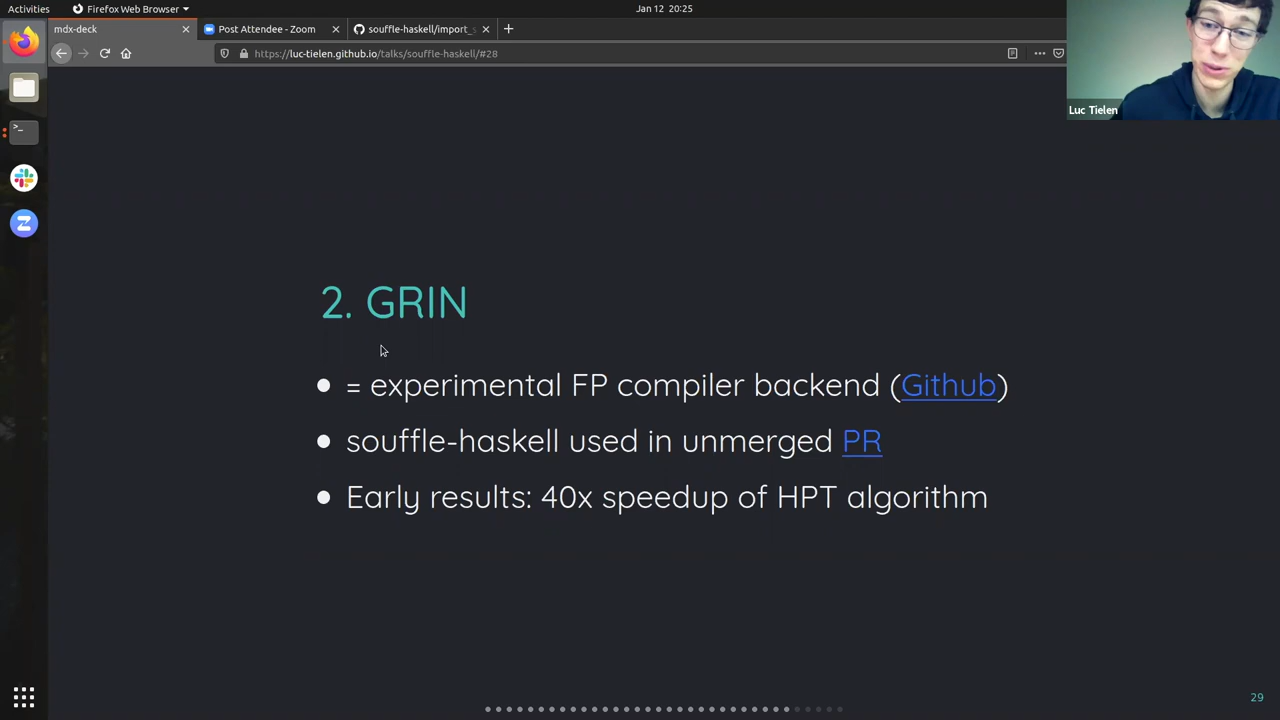 Activities
Firefox Web Browser
Jan 12 20:25
mdx-deck
Post Attendee - Zoom
souffle-haskell/import_
https://luc-tielen.github.io/talks/souffle-haskell/#28
Luc Tielen
2. GRIN
= experimental FP compiler backend (Github)
souffle-haskell used in unmerged PR
Early results: 40x speedup of HPT algorithm
29